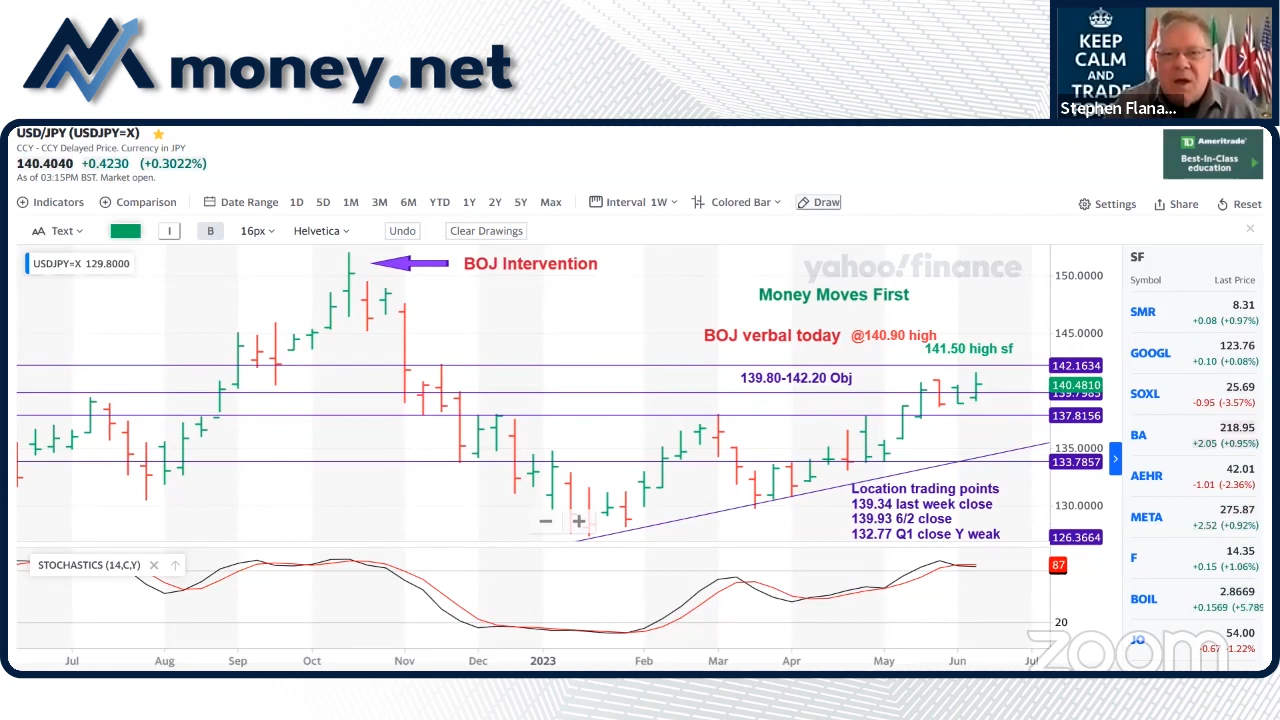 money.net
KEEP
CALM
AND
TRADE
Stephen Flana...
USD/JPY (USDJPY=X)
CCY - CCY Delayed Price. Currency in JPY
140.4040 +0.4230 (+0.3022%)
As of 03:15PM BST. Market open.
TD Ameritrade
Best-In-Class
education
Indicators Comparison Date Range 1D 5D 1M 3M 6M YTD 1Y 2Y 5Y Max Interval 1W Colored Bar Draw Settings Share Reset
AA Text I B 16px Helvetica Undo Clear Drawings
USDJPY=X 129.8000
BOJ Intervention
yahoo!finance
Money Moves First
BOJ verbal today @140.90 high
141.50 high sf
139.80-142.20 Obj
Location trading points
139.34 last week close
139.93 6/2 close
132.77 Q1 close Y weak
150.0000
145.0000
142.1634
140.4810
139.7985
137.8156
135.0000
133.7857
130.0000
126.3664
STOCHASTICS (14,C,Y)
87
20
Jul Aug Sep Oct Nov Dec 2023 Feb Mar Apr May Jun Jul
SF
Symbol Last Price
SMR 8.31
+0.08 (+0.97%)
GOOGL 123.76
+0.10 (+0.08%)
SOXL 25.69
-0.95 (-3.57%)
BA 218.95
+2.05 (+0.95%)
AEHR 42.01
-1.01 (-2.36%)
META 275.87
+2.52 (+0.92%)
F 14.35
+0.15 (+1.06%)
BOIL 2.8669
+0.1569 (+5.789
JO 54.00
-0.67 -1.22%
zoom